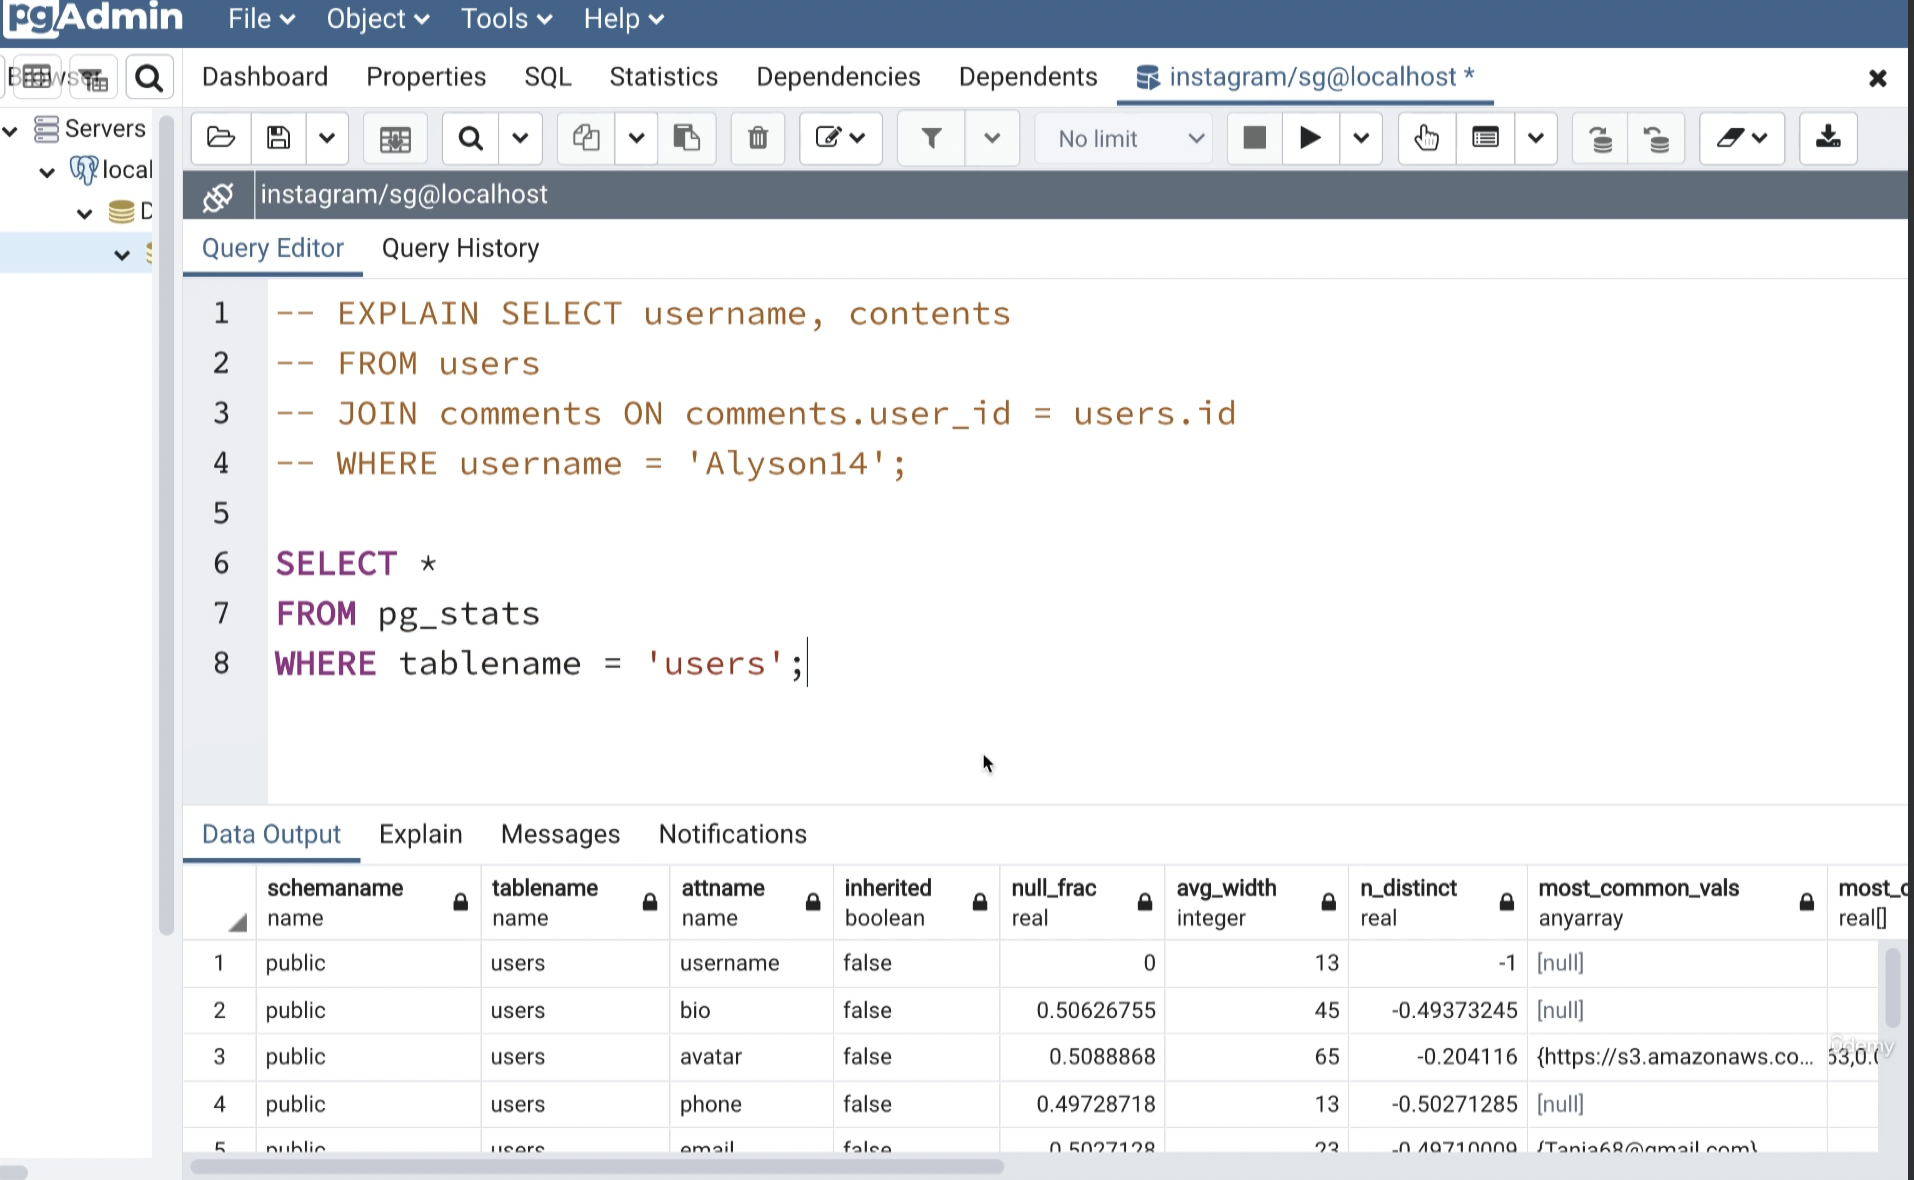 pgAdmin File Object Tools Help
Dashboard Properties SQL Statistics Dependencies Dependents instagram/sg@localhost *
Servers
local
D
No limit
instagram/sg@localhost
Query Editor Query History
1 -- EXPLAIN SELECT username, contents
2 -- FROM users
3 -- JOIN comments ON comments.user_id = users.id
4 -- WHERE username = 'Alyson14';
5
6 SELECT *
7 FROM pg_stats
8 WHERE tablename = 'users';
Data Output Explain Messages Notifications
schemaname tablename attname inherited null_frac avg_width n_distinct most_common_vals most_c
name name name boolean real integer real anyarray real[]
1 public users username false 0 13 -1 [null]
2 public users bio false 0.50626755 45 -0.49373245 [null]
3 public users avatar false 0.5088868 65 -0.204116 {https://s3.amazonaws.co... 63,0.0
4 public users phone false 0.49728718 13 -0.50271285 [null]
5 public users email false 0.5027128 23 -0.49710009 {Tania68@gmail.com}
Udemy